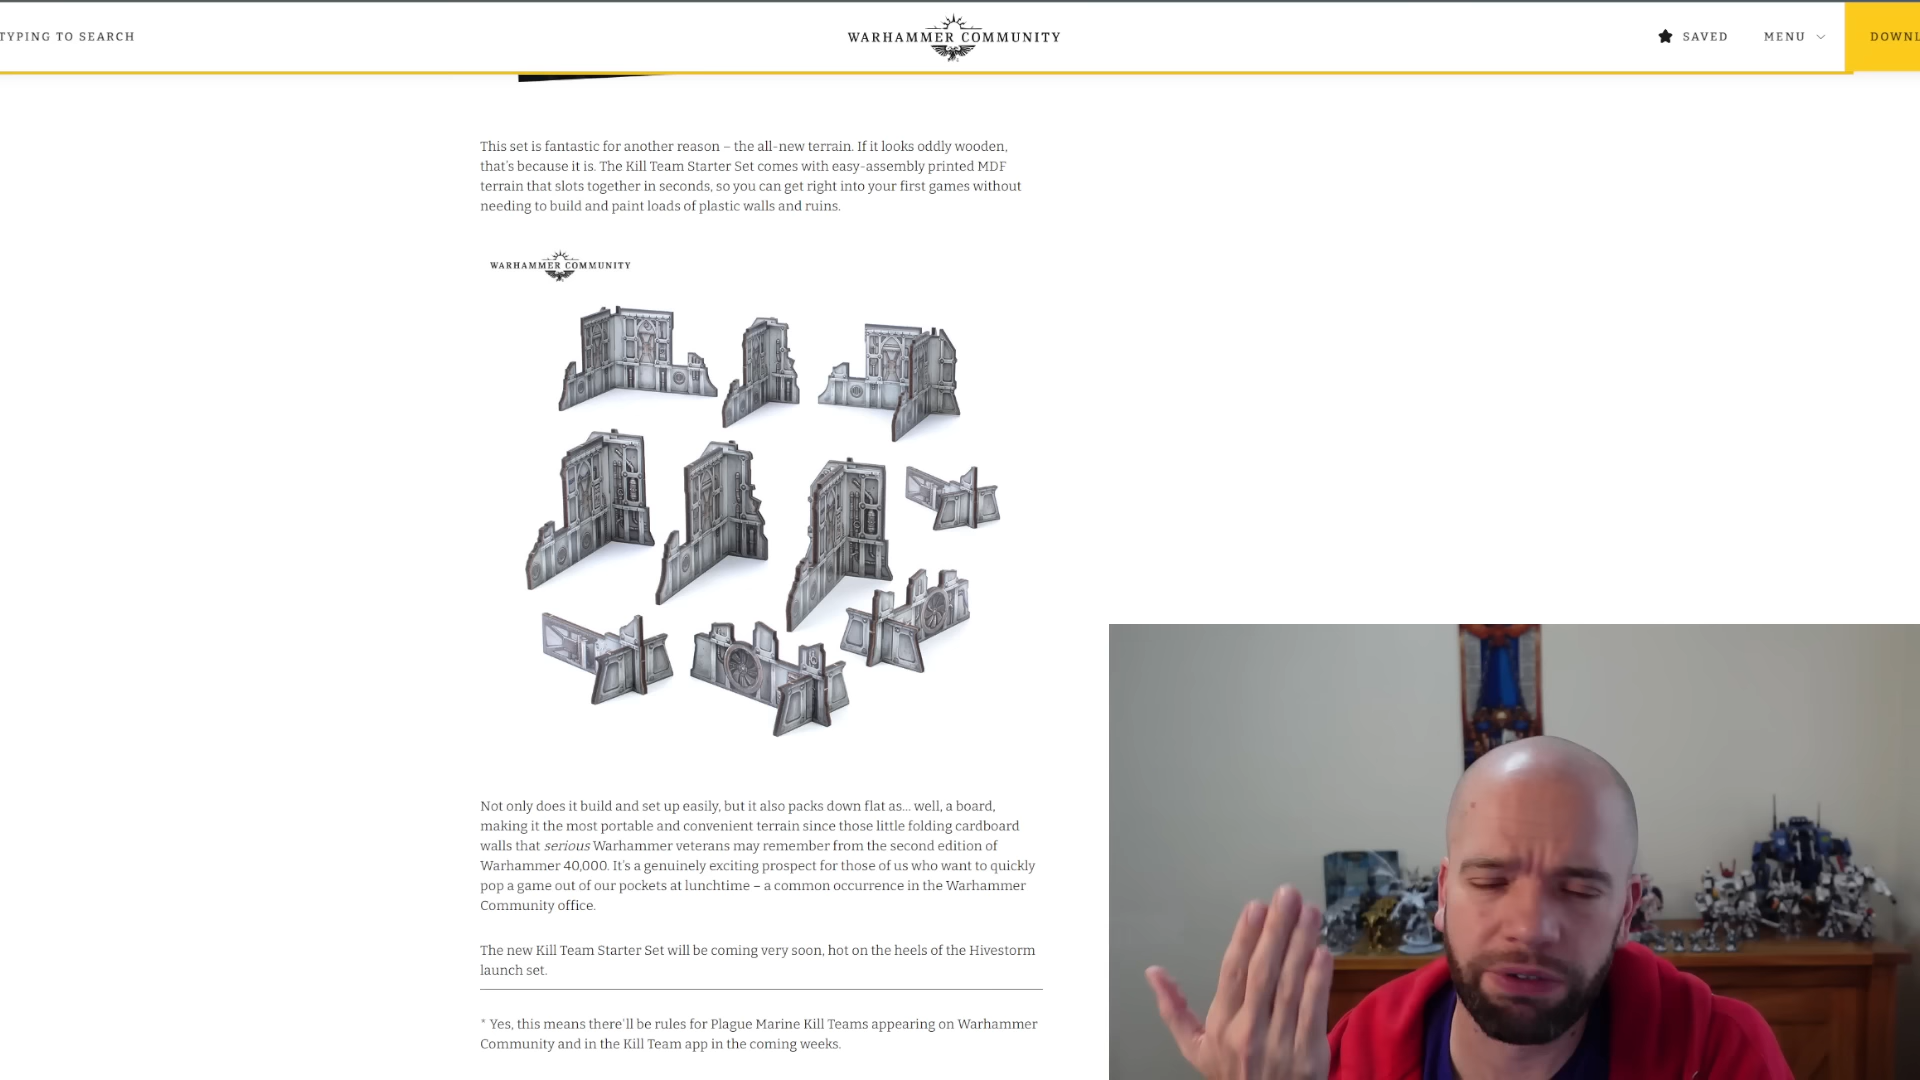 TYPING TO SEARCH
WARHAMMER COMMUNITY
SAVED
MENU
DOWNL
This set is fantastic for another reason – the all-new terrain. If it looks oddly wooden,
that’s because it is. The Kill Team Starter Set comes with easy-assembly printed MDF
terrain that slots together in seconds, so you can get right into your first games without
needing to build and paint loads of plastic walls and ruins.
WARHAMMER COMMUNITY
Not only does it build and set up easily, but it also packs down flat as… well, a board,
making it the most portable and convenient terrain since those little folding cardboard
walls that serious Warhammer veterans may remember from the second edition of
Warhammer 40,000. It’s a genuinely exciting prospect for those of us who want to quickly
pop a game out of our pockets at lunchtime – a common occurrence in the Warhammer
Community office.
The new Kill Team Starter Set will be coming very soon, hot on the heels of the Hivestorm
launch set.
* Yes, this means there’ll be rules for Plague Marine Kill Teams appearing on Warhammer
Community and in the Kill Team app in the coming weeks.